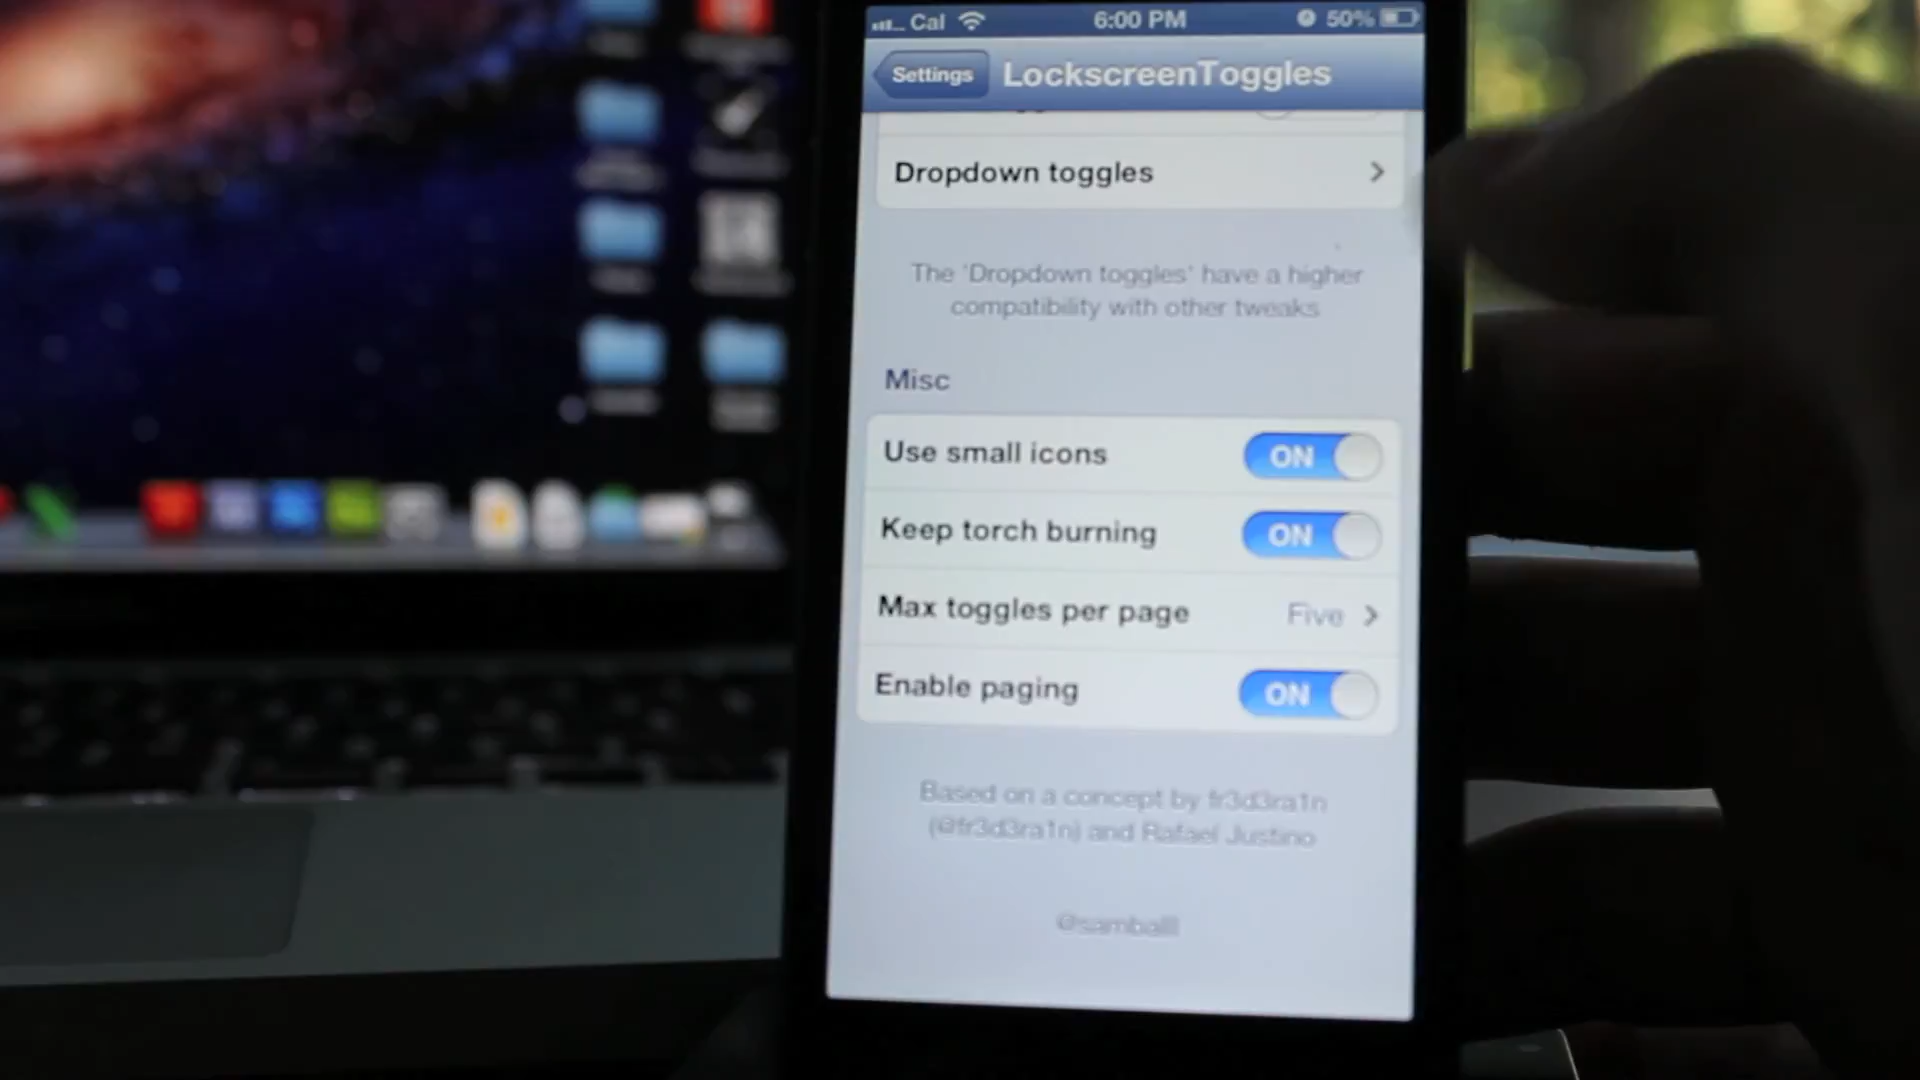 Cal 6:00 PM 50%
Settings LockscreenToggles
Dropdown toggles
The 'Dropdown toggles' have a higher
compatibility with other tweaks
Misc
Use small icons ON
Keep torch burning ON
Max toggles per page Five
Enable paging ON
Based on a concept by fr3d3ra1n
(@fr3d3ra1n) and Rafael Justino